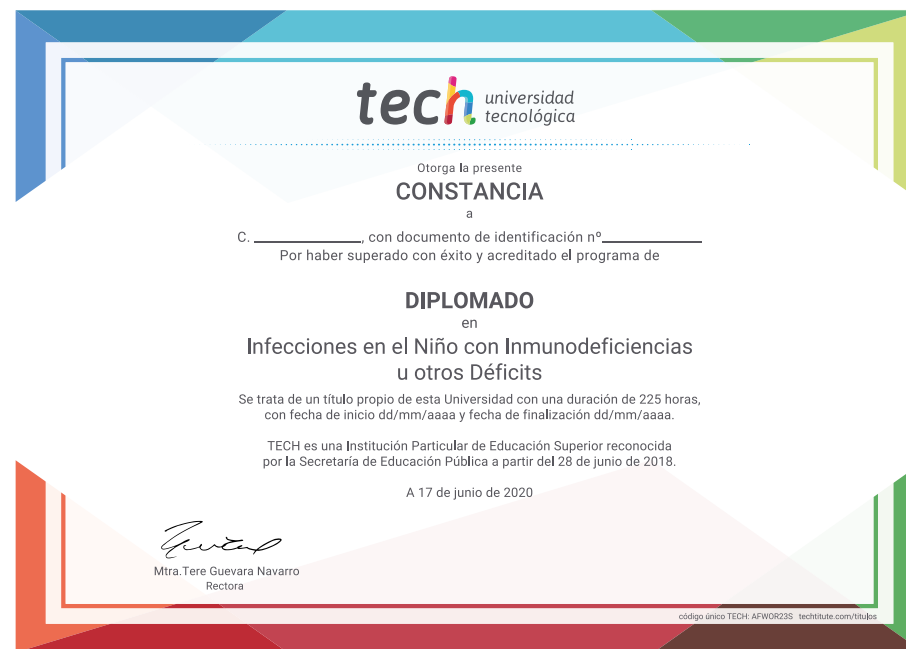 tech universidad
tecnológica
Otorga la presente
CONSTANCIA
a
C. ____________, con documento de identificación nº____________
Por haber superado con éxito y acreditado el programa de
DIPLOMADO
en
Infecciones en el Niño con Inmunodeficiencias
u otros Déficits
Se trata de un título propio de esta Universidad con una duración de 225 horas,
con fecha de inicio dd/mm/aaaa y fecha de finalización dd/mm/aaaa.
TECH es una Institución Particular de Educación Superior reconocida
por la Secretaría de Educación Pública a partir del 28 de junio de 2018.
A 17 de junio de 2020
Mtra.Tere Guevara Navarro
Rectora
código único TECH: AFWOR23S techtitute.com/titulos